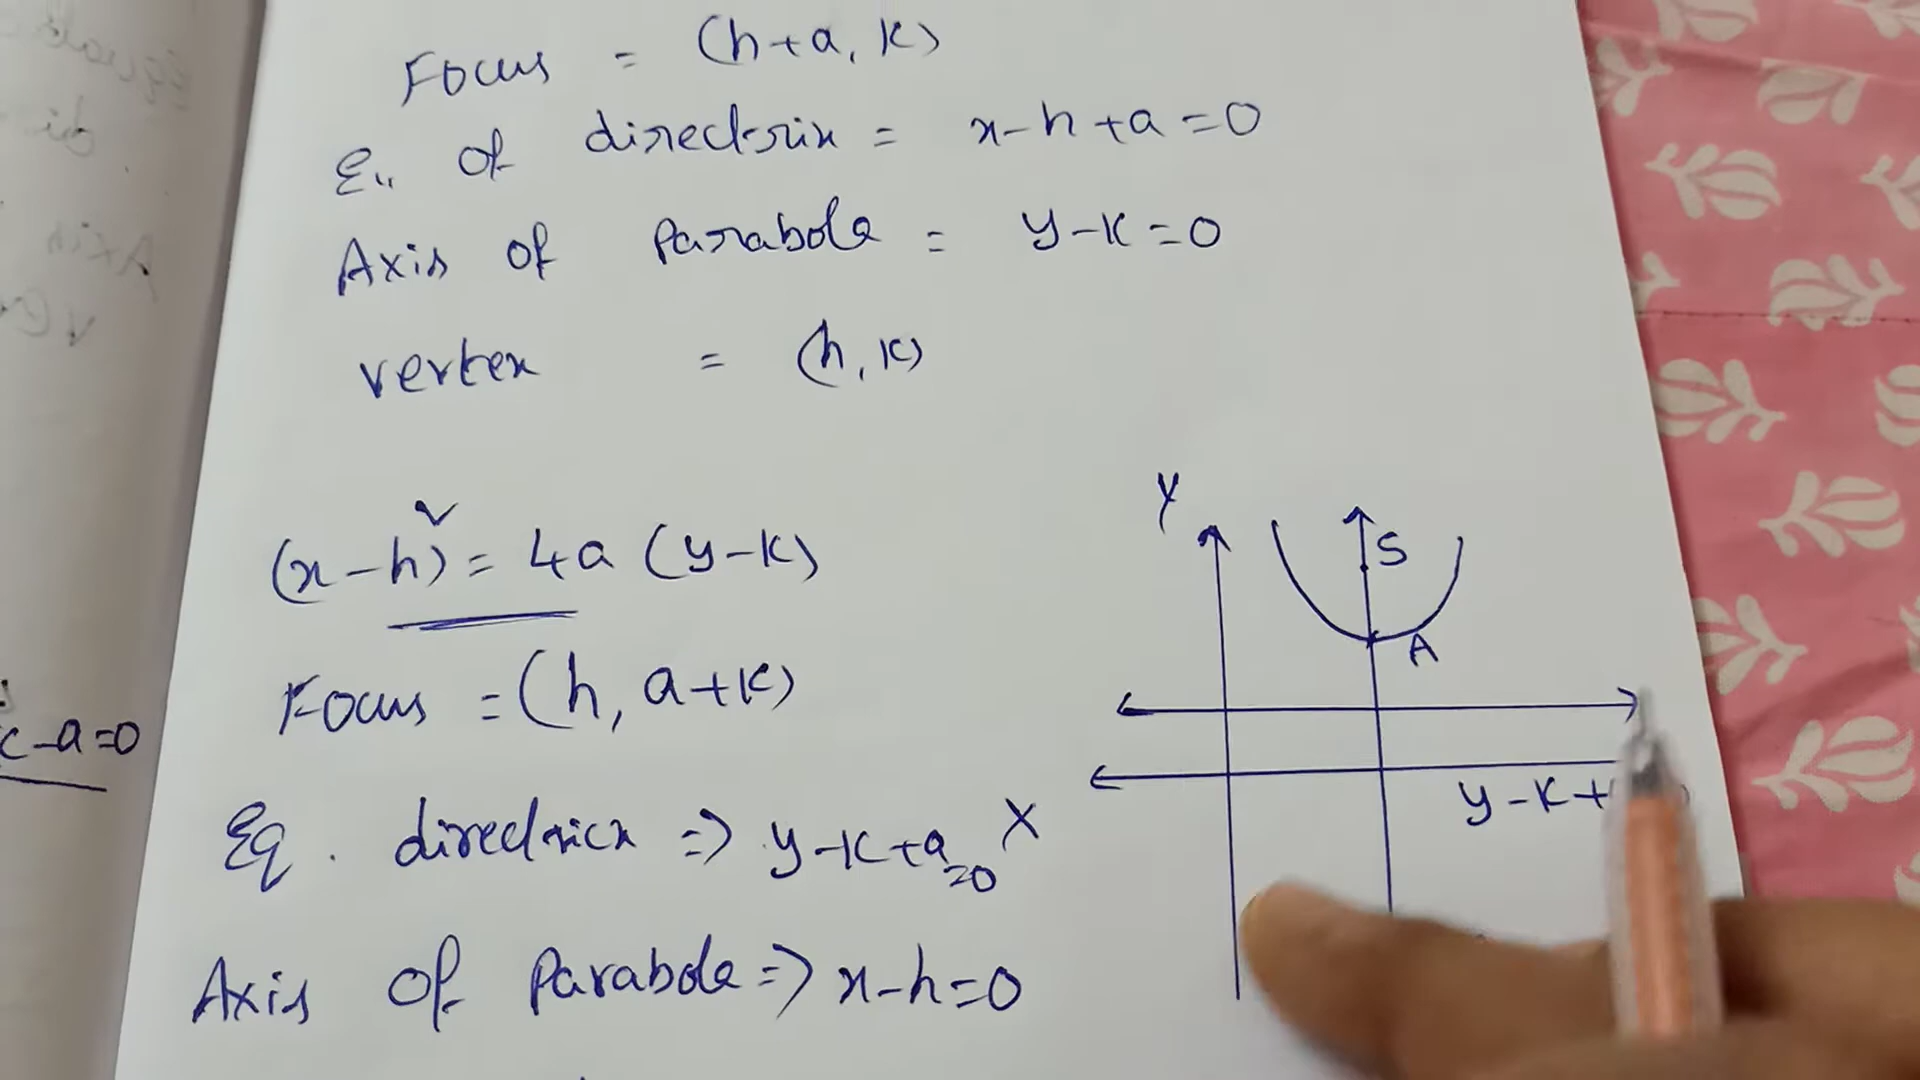 Focus = (h+a, k)
Eq of directrix = x-h+a=0
Axis of Parabola = y-k=0
vertex = (h,k)
(x-h)² = 4a (y-k)
Focus = (h, a+k)
Eq. directricx => y-k+a=0
Axis of Parabola => x-h=0
Y
S
A
y-k+
X
c-a=0